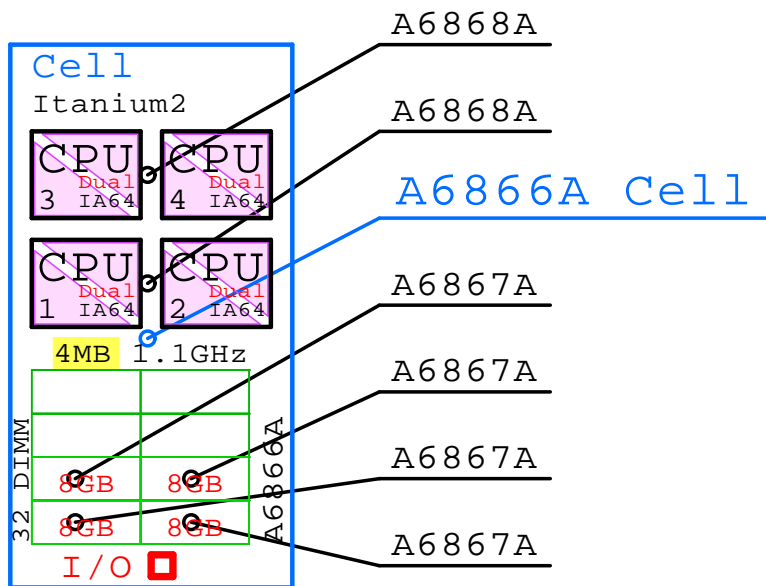 A6868A
Cell
Itanium2
A6868A
CPU CPU
Dual Dual
3 IA64 4 IA64
A6866A Cell
CPU CPU
Dual Dual
1 IA64 2 IA64
A6867A
4MB 1.1GHz
A6867A
32 DIMM
A6866A
8GB 8GB
A6867A
8GB 8GB
A6867A
I/O